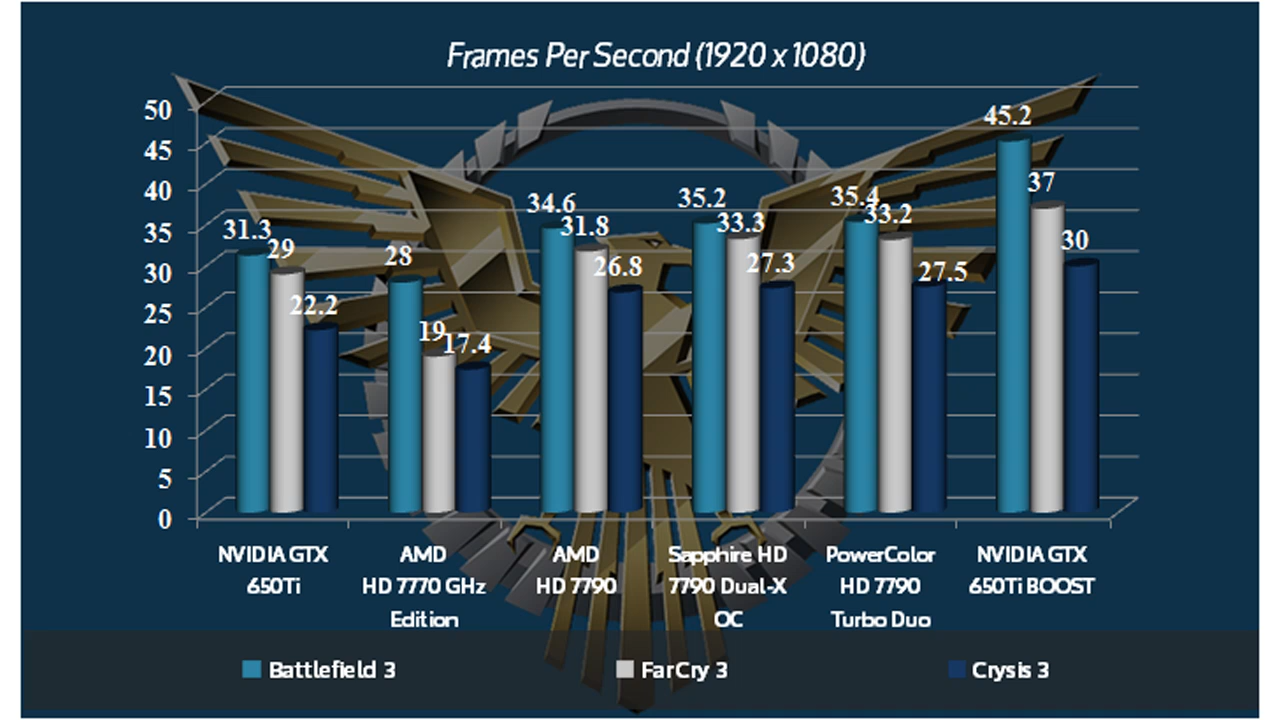 Frames Per Second (1920 x 1080)
50
45
40
35
30
25
20
15
10
5
0
31.3
29
22.2
28
19
17.4
34.6
31.8
26.8
35.2
33.3
27.3
35.4
33.2
27.5
45.2
37
30
NVIDIA GTX
650Ti
AMD
HD 7770 GHz
Edition
AMD
HD 7790
Sapphire HD
7790 Dual-X
OC
PowerColor
HD 7790
Turbo Duo
NVIDIA GTX
650Ti BOOST
Battlefield 3
FarCry 3
Crysis 3